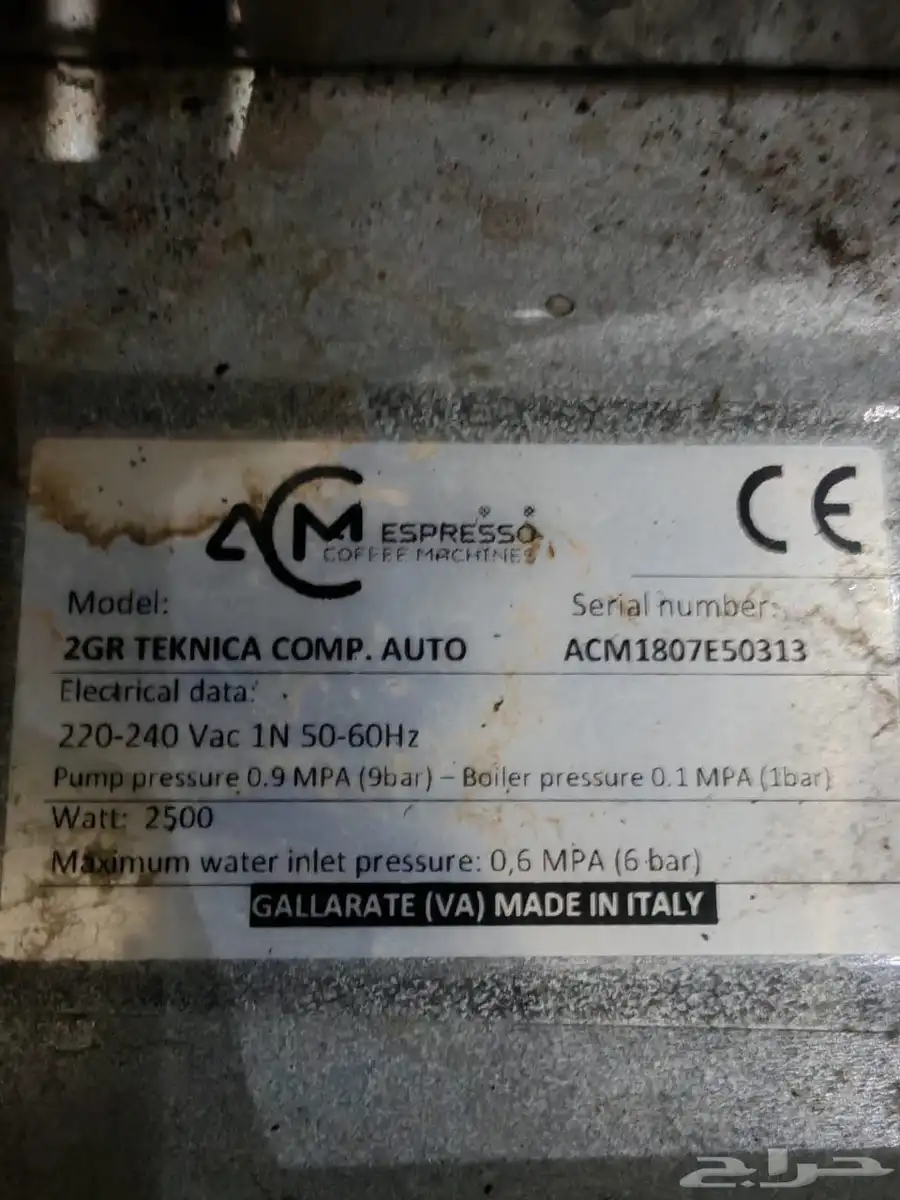 ACM ESPRESSO
COFFEE MACHINES
CE
Model:
Serial number:
2GR TEKNICA COMP. AUTO
ACM1807E50313
Electrical data:
220-240 Vac 1N 50-60Hz
Pump pressure 0.9 MPA (9bar) – Boiler pressure 0.1 MPA (1bar)
Watt: 2500
Maximum water inlet pressure: 0,6 MPA (6 bar)
GALLARATE (VA) MADE IN ITALY
حراج